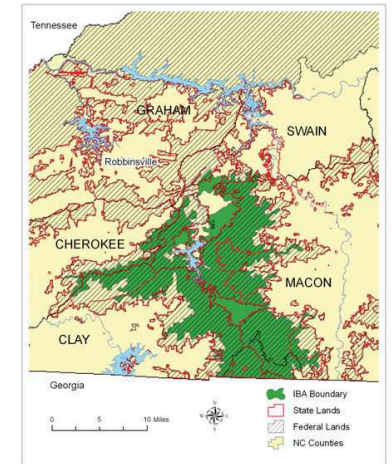 Tennessee
GRAHAM
SWAIN
Robbinsville
CHEROKEE
MACON
CLAY
Georgia
0 5 10 Miles
N
IBA Boundary
State Lands
Federal Lands
NC Counties